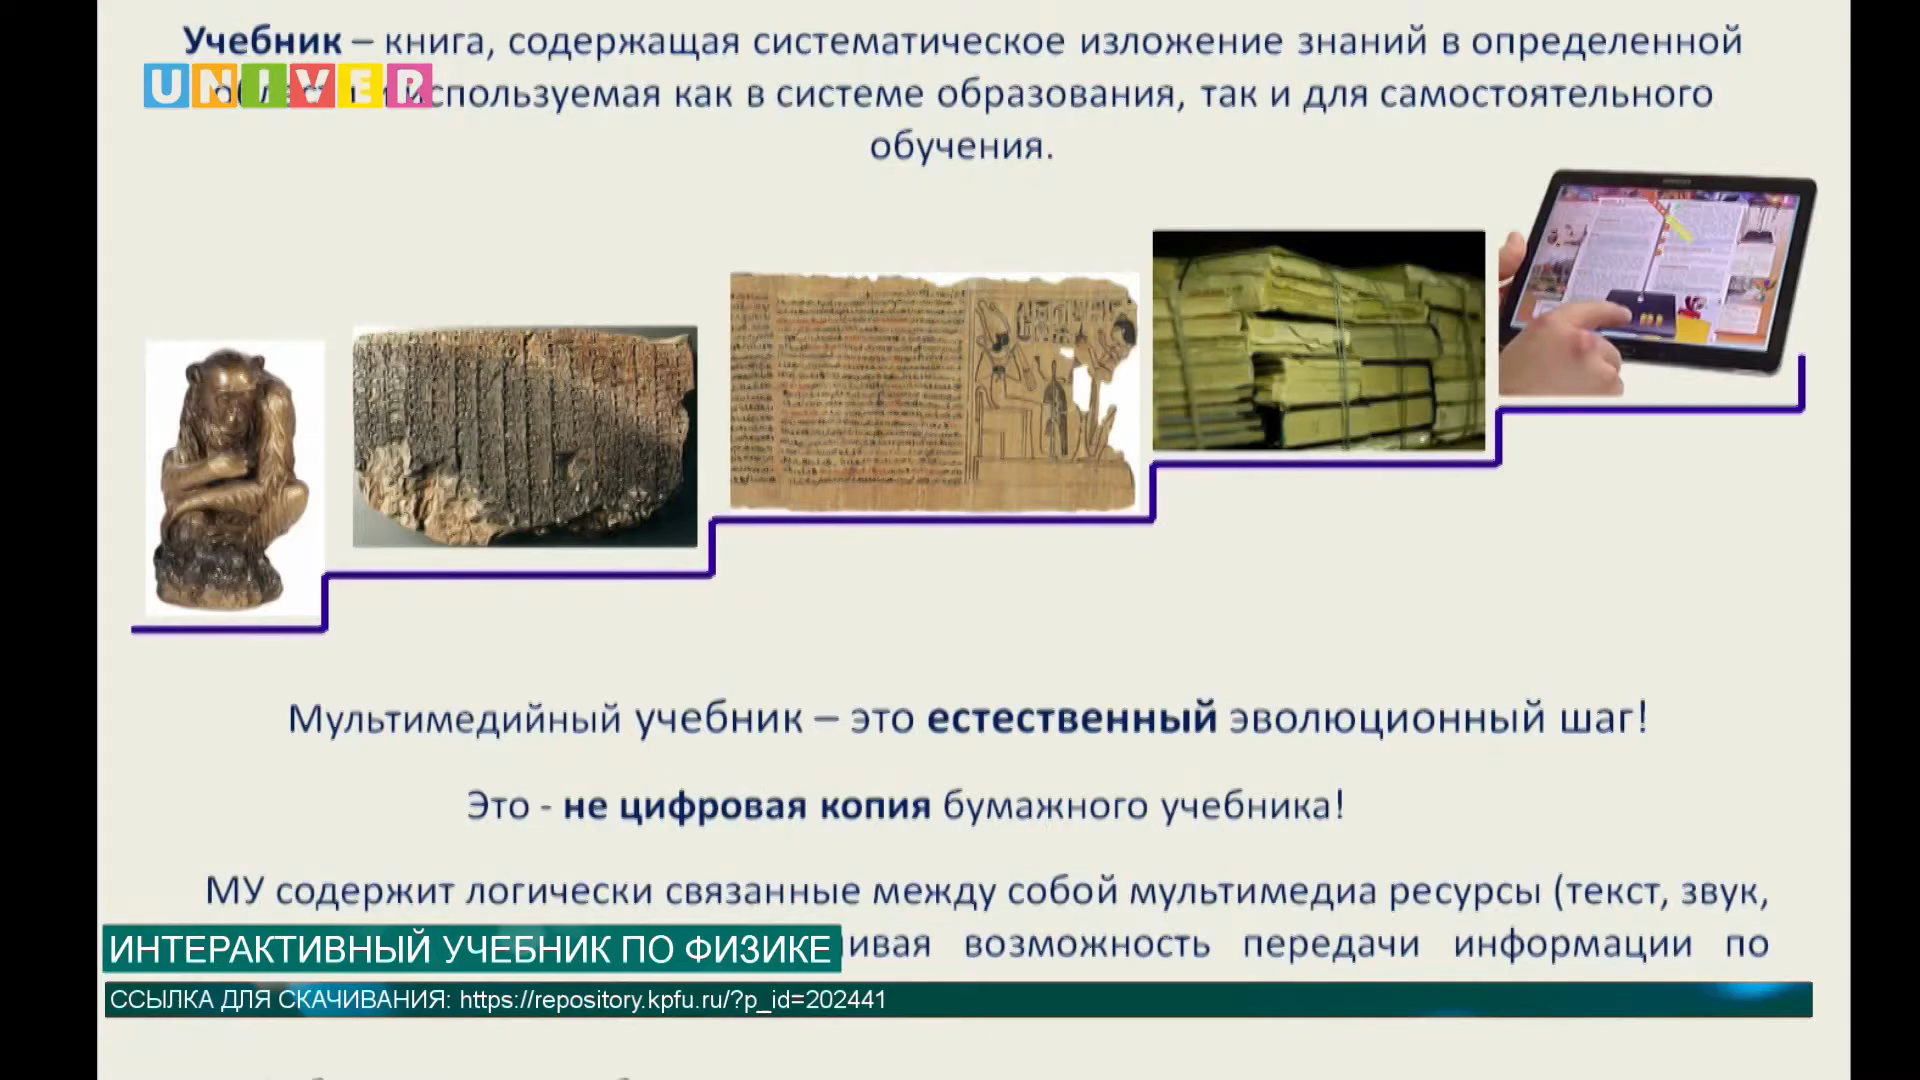 Учебник – книга, содержащая систематическое изложение знаний в определенной
UNIVER
используемая как в системе образования, так и для самостоятельного
обучения.
Мультимедийный учебник – это естественный эволюционный шаг!
Это - не цифровая копия бумажного учебника!
МУ содержит логически связанные между собой мультимедиа ресурсы (текст, звук,
ИНТЕРАКТИВНЫЙ УЧЕБНИК ПО ФИЗИКЕ
ивая возможность передачи информации по
ССЫЛКА ДЛЯ СКАЧИВАНИЯ: https://repository.kpfu.ru/?p_id=202441